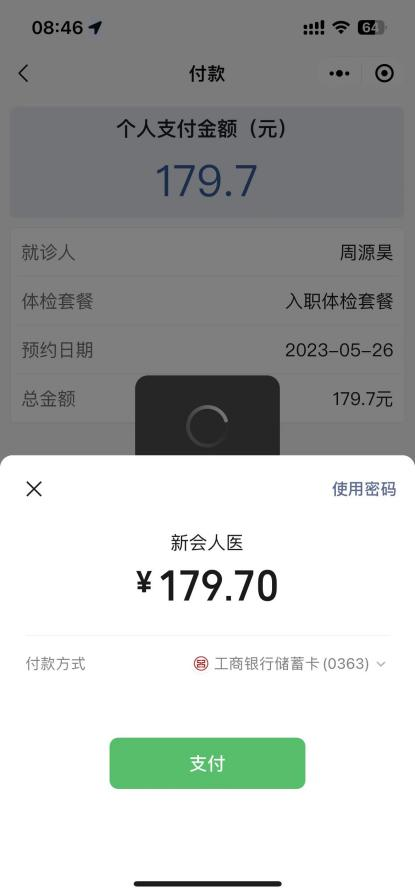 08:46
64
付款
个人支付金额（元）
179.7
就诊人 周源昊
体检套餐 入职体检套餐
预约日期 2023-05-26
总金额 179.7元
使用密码
新会人医
¥179.70
付款方式 工商银行储蓄卡(0363)
支付